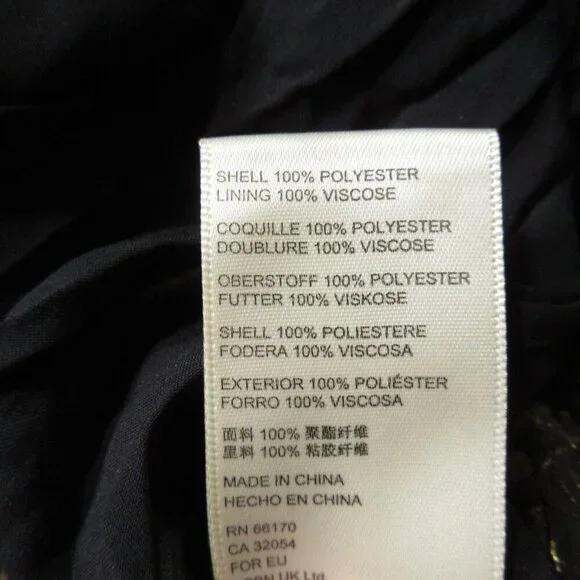 SHELL 100% POLYESTER
LINING 100% VISCOSE
COQUILLE 100% POLYESTER
DOUBLURE 100% VISCOSE
OBERSTOFF 100% POLYESTER
FUTTER 100% VISKOSE
SHELL 100% POLIESTERE
FODERA 100% VISCOSA
EXTERIOR 100% POLIÉSTER
FORRO 100% VISCOSA
面料 100% 聚酯纤维
里料 100% 粘胶纤维
MADE IN CHINA
HECHO EN CHINA
RN 66170
CA 32054
FOR EU
UK Ltd